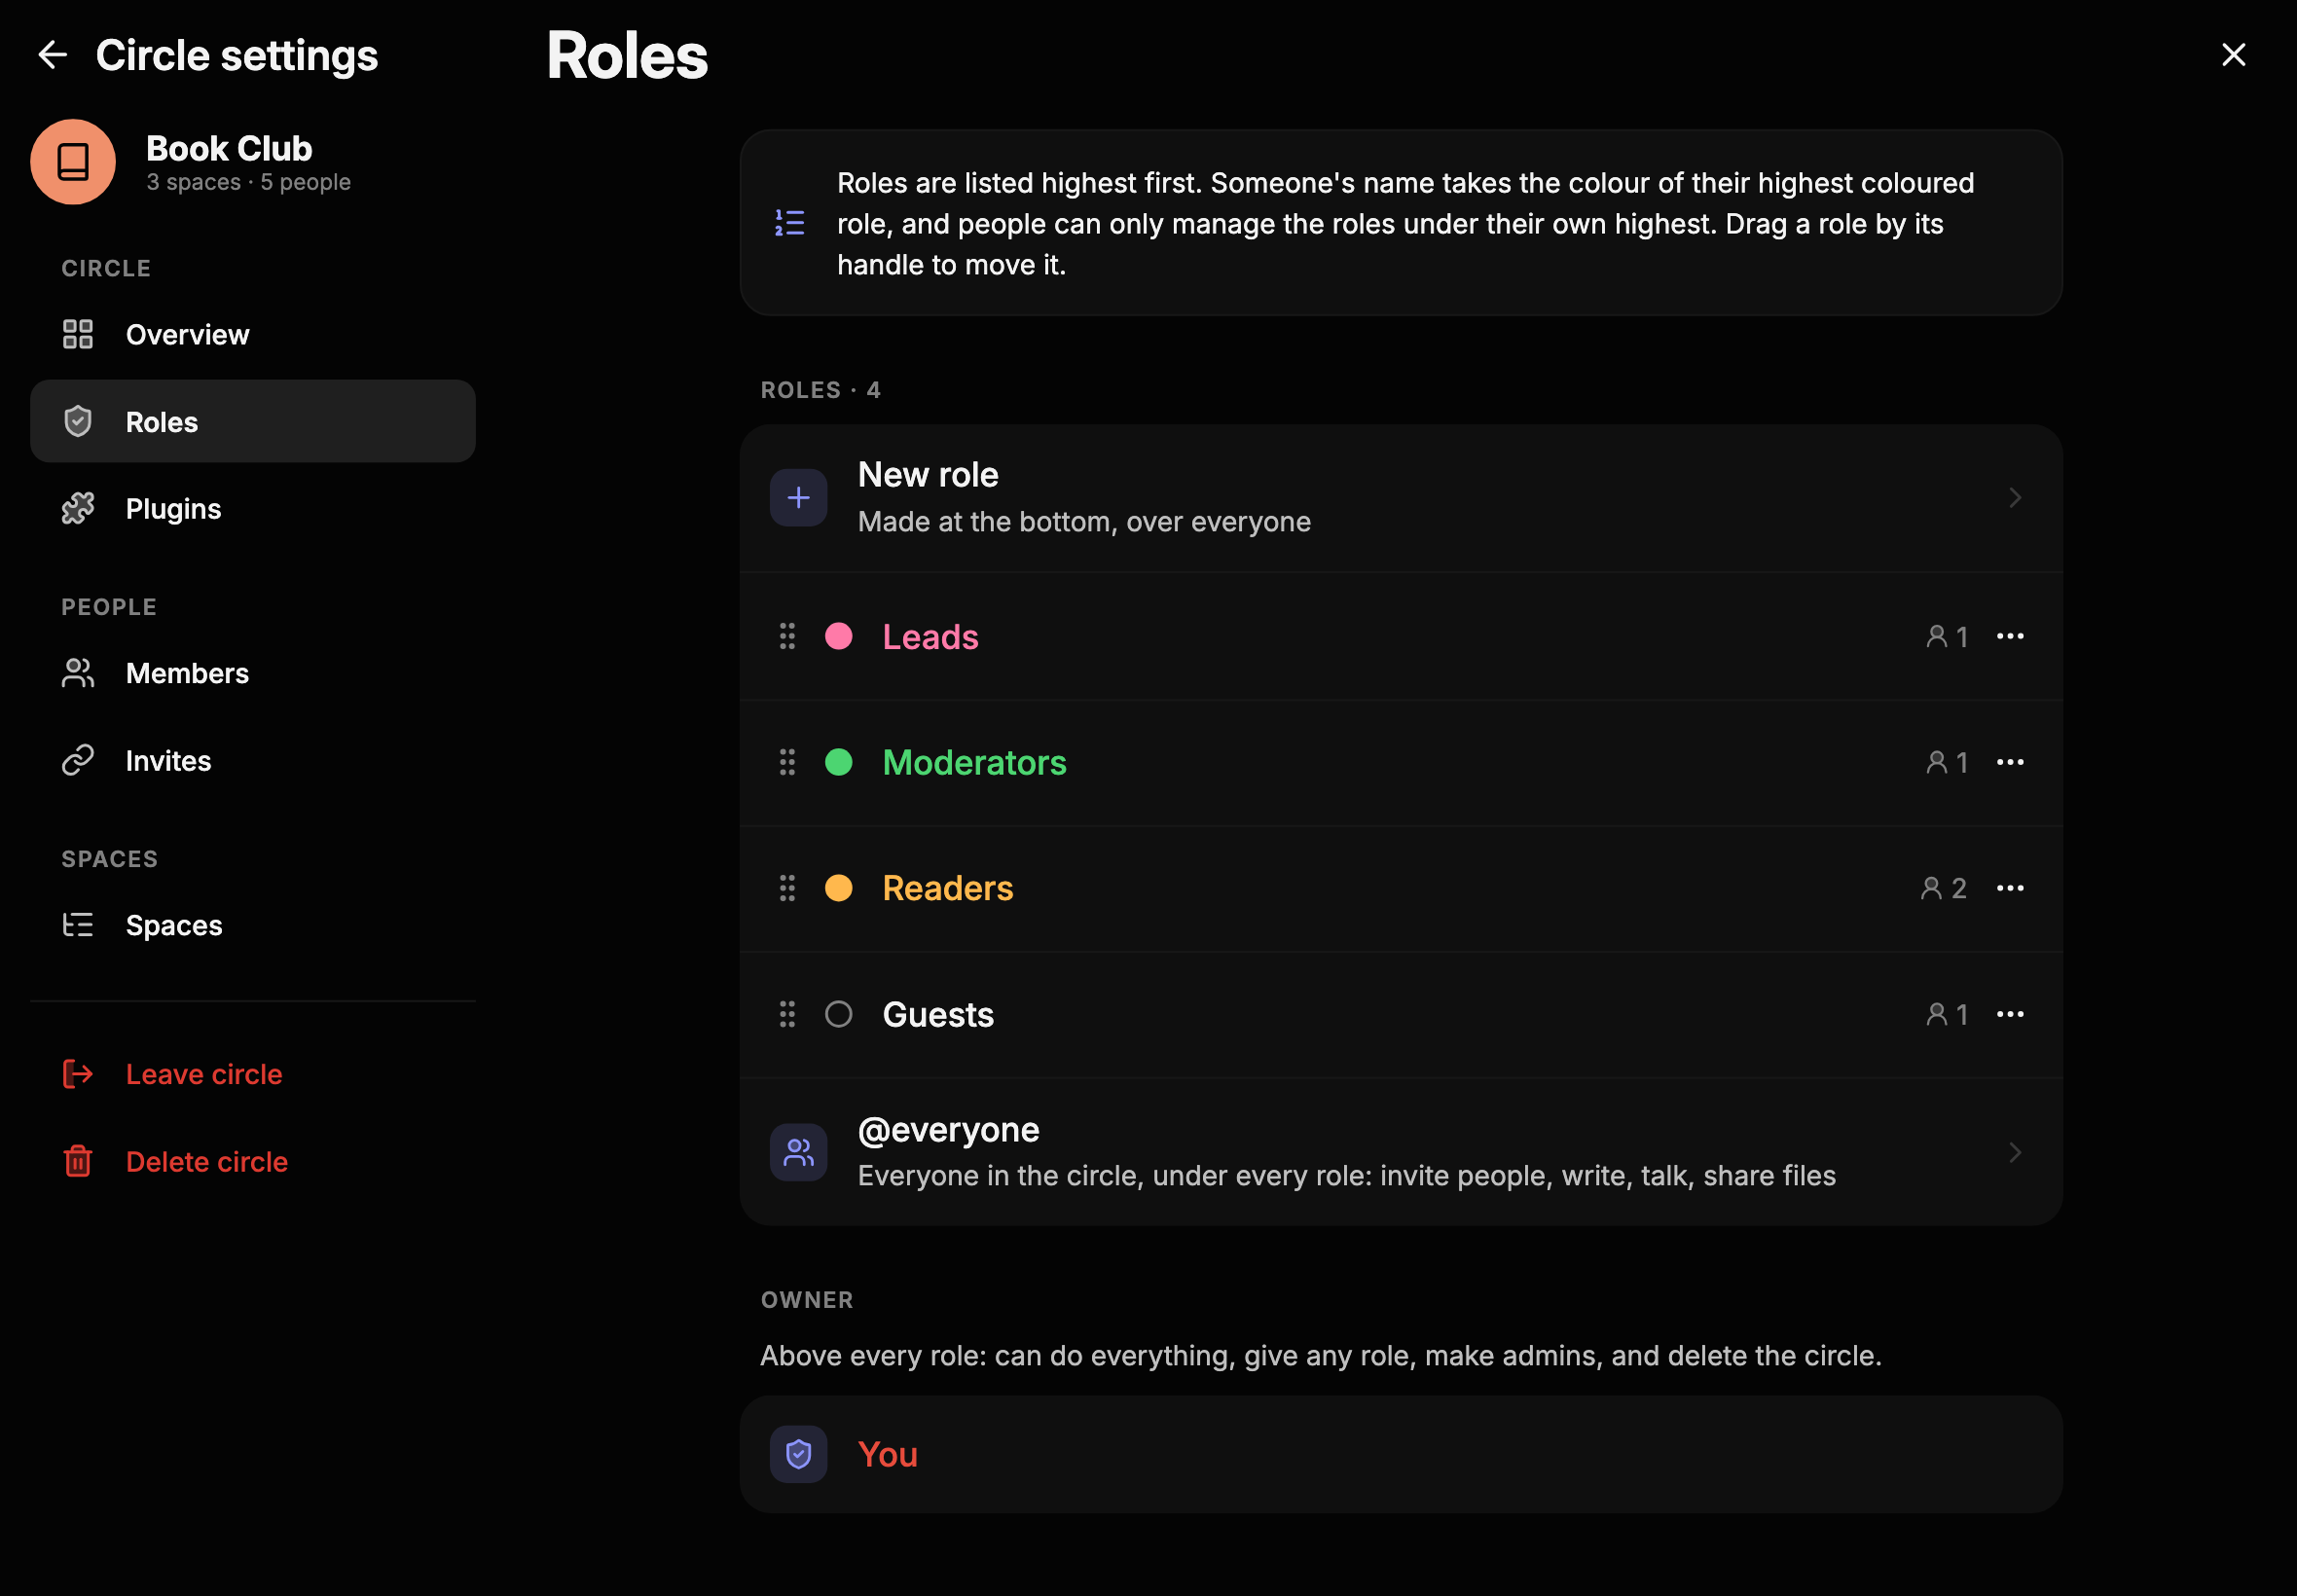 Circle settings
Book Club
3 spaces · 5 people
CIRCLE
Overview
Roles
Plugins
PEOPLE
Members
Invites
SPACES
Spaces
Leave circle
Delete circle
Roles
Roles are listed highest first. Someone's name takes the colour of their highest coloured
role, and people can only manage the roles under their own highest. Drag a role by its
handle to move it.
ROLES · 4
New role
Made at the bottom, over everyone
Leads 1
Moderators 1
Readers 2
Guests 1
@everyone
Everyone in the circle, under every role: invite people, write, talk, share files
OWNER
Above every role: can do everything, give any role, make admins, and delete the circle.
You